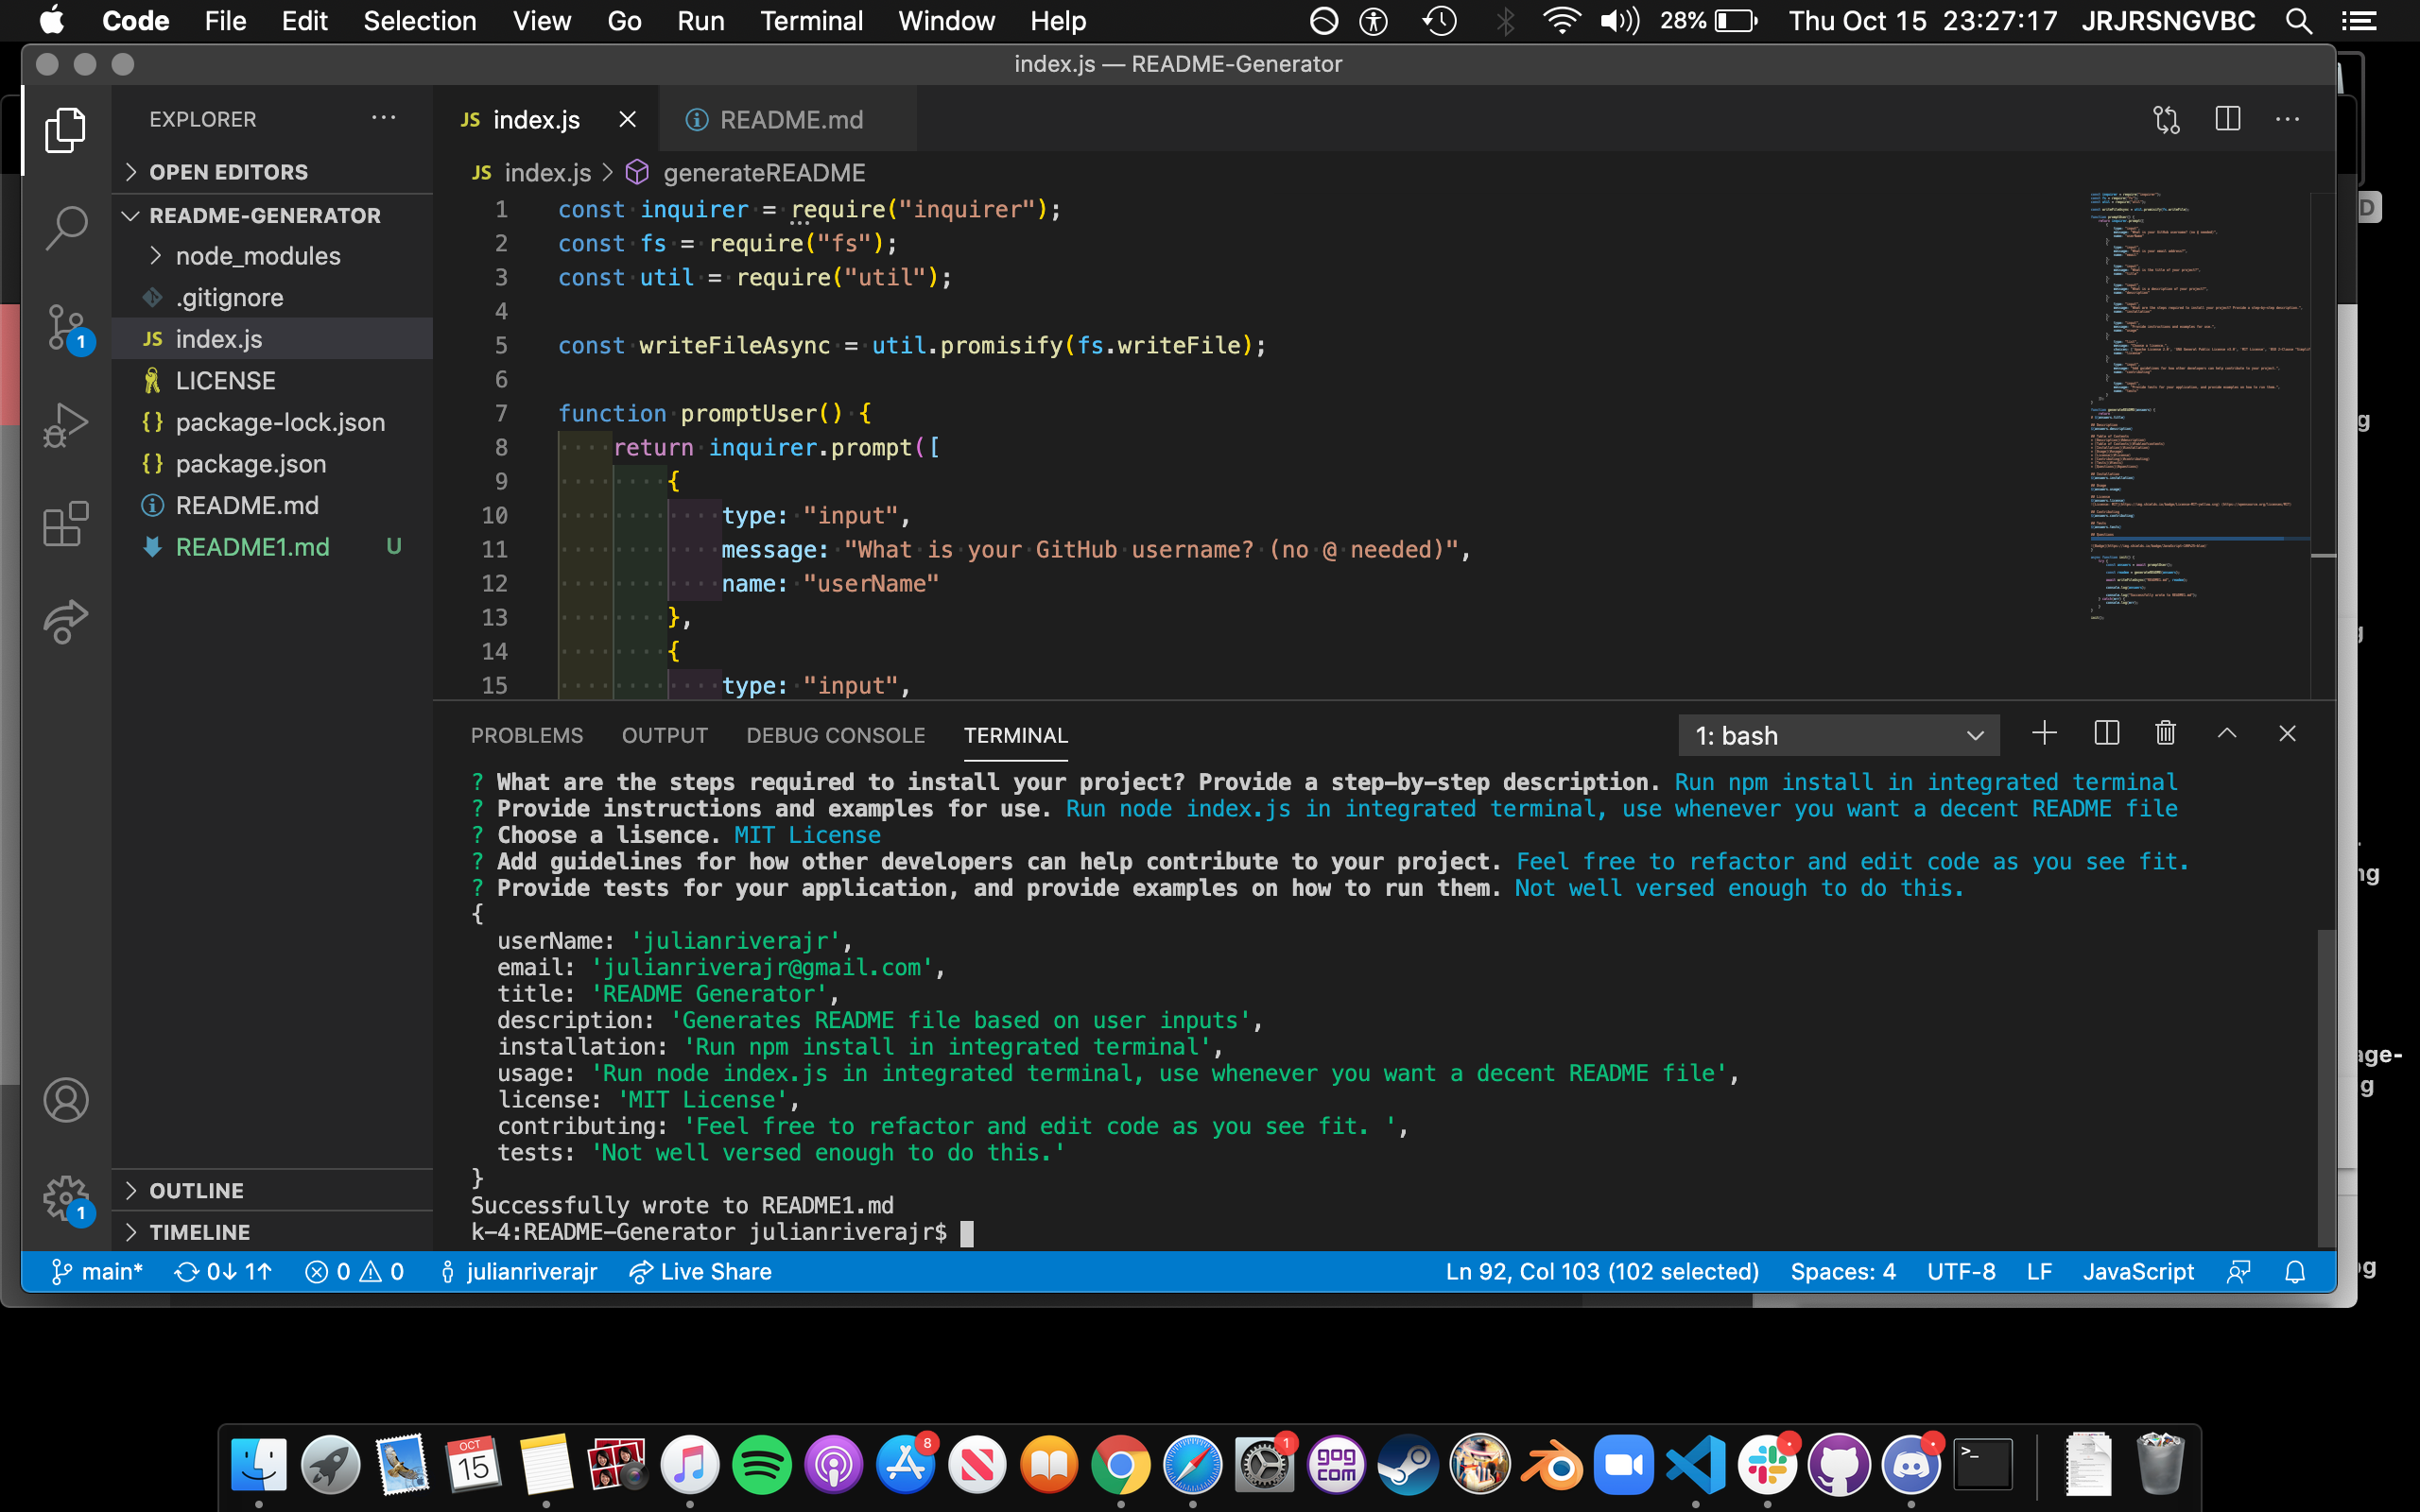 Code File Edit Selection View Go Run Terminal Window Help 28% Thu Oct 15 23:27:17 JRJRSNGVBC
index.js — README-Generator
EXPLORER
OPEN EDITORS
README-GENERATOR
node_modules
.gitignore
JS index.js
LICENSE
{} package-lock.json
{} package.json
README.md
README1.md U
OUTLINE
TIMELINE
1
1
JS index.js README.md
JS index.js > generateREADME
1 const inquirer = require("inquirer");
2 const fs = require("fs");
3 const util = require("util");
4
5 const writeFileAsync = util.promisify(fs.writeFile);
6
7 function promptUser() {
8 return inquirer.prompt([
9 {
10 type: "input",
11 message: "What is your GitHub username? (no @ needed)",
12 name: "userName"
13 },
14 {
15 type: "input",
PROBLEMS OUTPUT DEBUG CONSOLE TERMINAL 1: bash
? What are the steps required to install your project? Provide a step-by-step description. Run npm install in integrated terminal
? Provide instructions and examples for use. Run node index.js in integrated terminal, use whenever you want a decent README file
? Choose a lisence. MIT License
? Add guidelines for how other developers can help contribute to your project. Feel free to refactor and edit code as you see fit.
? Provide tests for your application, and provide examples on how to run them. Not well versed enough to do this.
{
userName: 'julianriverajr',
email: 'julianriverajr@gmail.com',
title: 'README Generator',
description: 'Generates README file based on user inputs',
installation: 'Run npm install in integrated terminal',
usage: 'Run node index.js in integrated terminal, use whenever you want a decent README file',
license: 'MIT License',
contributing: 'Feel free to refactor and edit code as you see fit. ',
tests: 'Not well versed enough to do this.'
}
Successfully wrote to README1.md
k-4:README-Generator julianriverajr$
main* 0↓ 1↑ 0 0 julianriverajr Live Share Ln 92, Col 103 (102 selected) Spaces: 4 UTF-8 LF JavaScript
OCT
15
8
1
GOG
COM